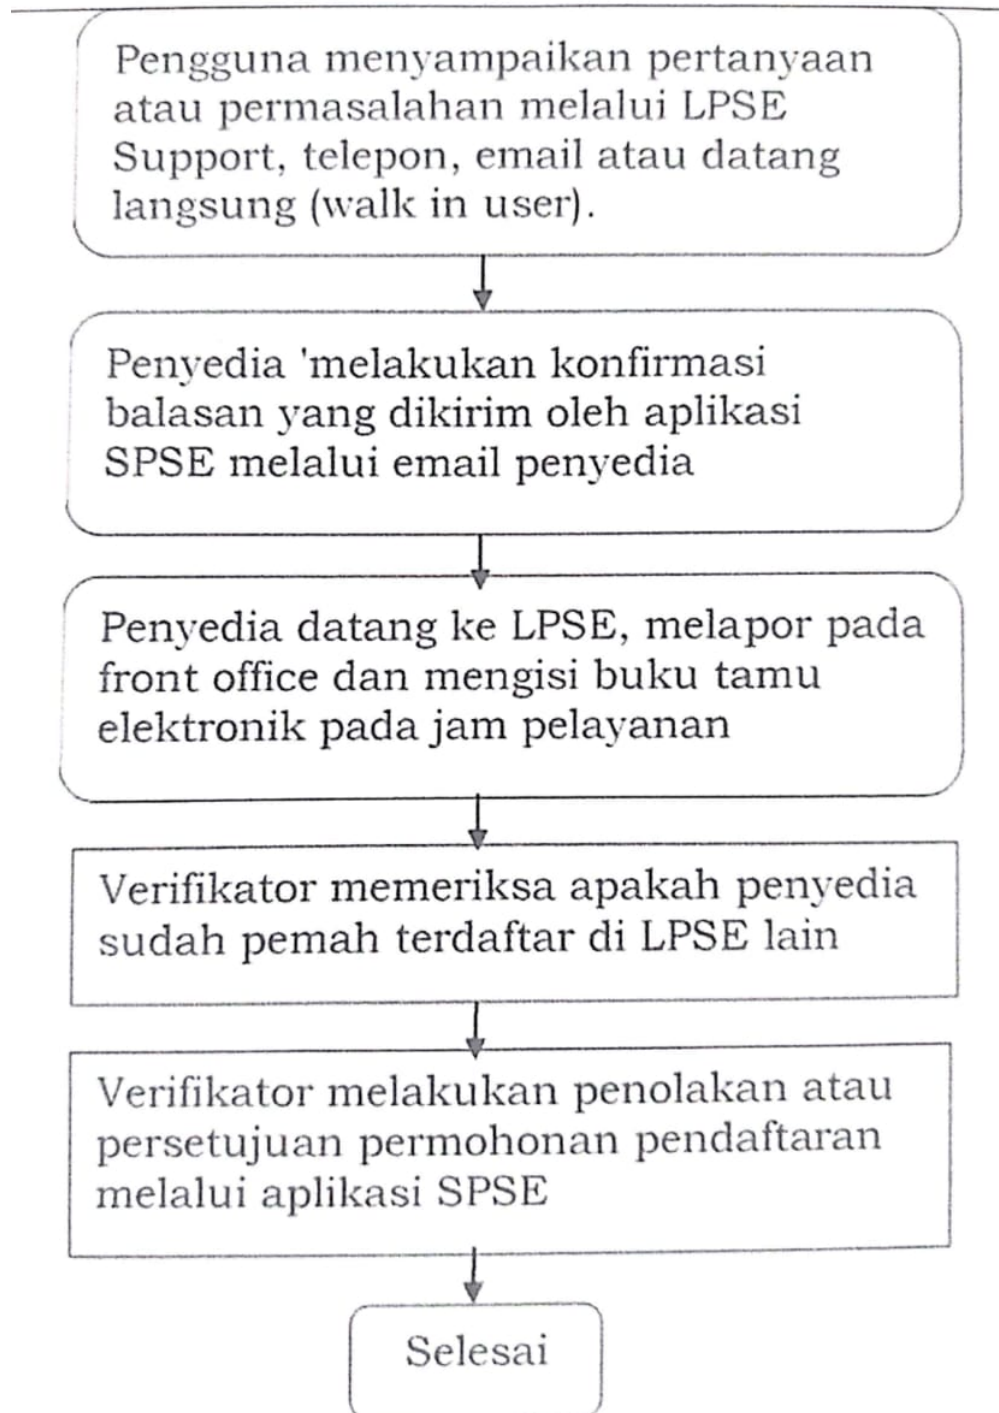 Pengguna menyampaikan pertanyaan
atau permasalahan melalui LPSE
Support, telepon, email atau datang
langsung (walk in user).
Penyedia 'melakukan konfirmasi
balasan yang dikirim oleh aplikasi
SPSE melalui email penyedia
Penyedia datang ke LPSE, melapor pada
front office dan mengisi buku tamu
elektronik pada jam pelayanan
Verifikator memeriksa apakah penyedia
sudah pemah terdaftar di LPSE lain
Verifikator melakukan penolakan atau
persetujuan permohonan pendaftaran
melalui aplikasi SPSE
Selesai